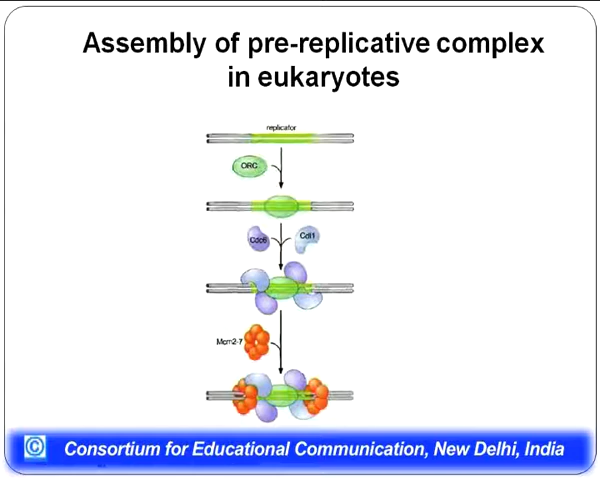 Assembly of pre-replicative complex
in eukaryotes
replicator
ORC
Cdc6
Cdt1
Mcm2-7
© Consortium for Educational Communication, New Delhi, India